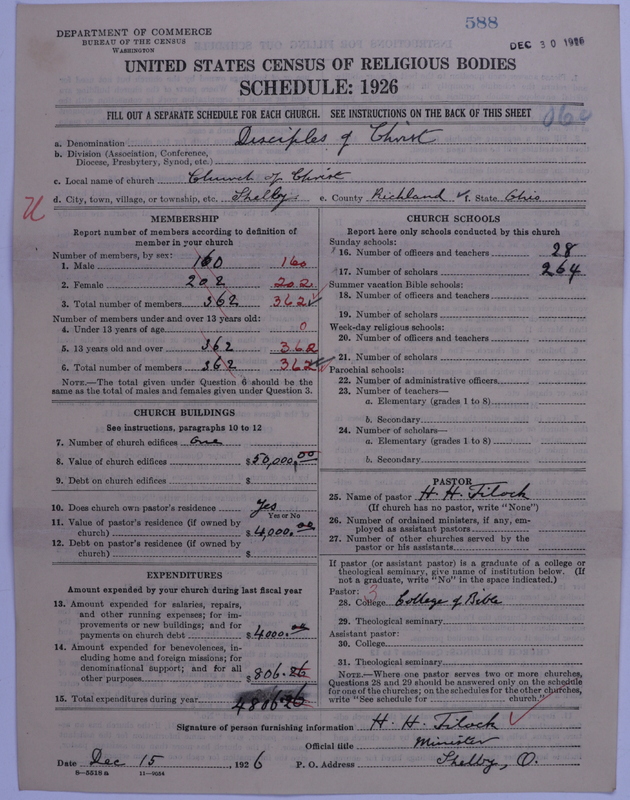 588
DEC 30 1926
DEPARTMENT OF COMMERCE
BUREAU OF THE CENSUS
WASHINGTON
UNITED STATES CENSUS OF RELIGIOUS BODIES
SCHEDULE: 1926
FILL OUT A SEPARATE SCHEDULE FOR EACH CHURCH. SEE INSTRUCTIONS ON THE BACK OF THIS SHEET
a. Denomination Disciples of Christ
b. Division (Association, Conference, Diocese, Presbytery, Synod, etc.)
c. Local name of church Church of Christ
d. City, town, village, or township, etc. Shelby e. County Richland f. State Ohio
MEMBERSHIP
Report number of members according to definition of member in your church
Number of members, by sex:
1. Male 160 160
2. Female 202 202
3. Total number of members 362 362
Number of members under and over 13 years old:
4. Under 13 years of age 0
5. 13 years old and over 362 362
6. Total number of members 362 362
NOTE.—The total given under Question 6 should be the same as the total of males and females given under Question 3.
CHURCH BUILDINGS
See instructions, paragraphs 10 to 12
7. Number of church edifices One
8. Value of church edifices $50,000.00
9. Debt on church edifices $
10. Does church own pastor's residence Yes
Yes or No
11. Value of pastor's residence (if owned by church) $4,000.00
12. Debt on pastor's residence (if owned by church) $
EXPENDITURES
Amount expended by your church during last fiscal year
13. Amount expended for salaries, repairs, and other running expenses; for improvements or new buildings; and for payments on church debt $4000.00
14. Amount expended for benevolences, including home and foreign missions; for denominational support; and for all other purposes $806.26
15. Total expenditures during year 4806.26
CHURCH SCHOOLS
Report here only schools conducted by this church
Sunday schools:
16. Number of officers and teachers 28
17. Number of scholars 264
Summer vacation Bible schools:
18. Number of officers and teachers
19. Number of scholars
Week-day religious schools:
20. Number of officers and teachers
21. Number of scholars
Parochial schools:
22. Number of administrative officers
23. Number of teachers—
a. Elementary (grades 1 to 8)
b. Secondary
24. Number of scholars—
a. Elementary (grades 1 to 8)
b. Secondary
PASTOR
25. Name of pastor H. H. Tilock
(If church has no pastor, write "None")
26. Number of ordained ministers, if any, employed as assistant pastors
27. Number of other churches served by the pastor or his assistants
If pastor (or assistant pastor) is a graduate of a college or theological seminary, give name of institution below. (If not a graduate, write "No" in the space indicated.)
Pastor: 3
28. College College of Bible
29. Theological seminary
Assistant pastor:
30. College
31. Theological seminary
NOTE.—Where one pastor serves two or more churches, Questions 28 and 29 should be answered only on the schedule for one of the churches; on the schedules for the other churches, write "See schedule for church."
Signature of person furnishing information H. H. Tilock
Official title Minister
Date Dec 15, 1926 P. O. Address Shelby, O.
8—5518 a 11—9054